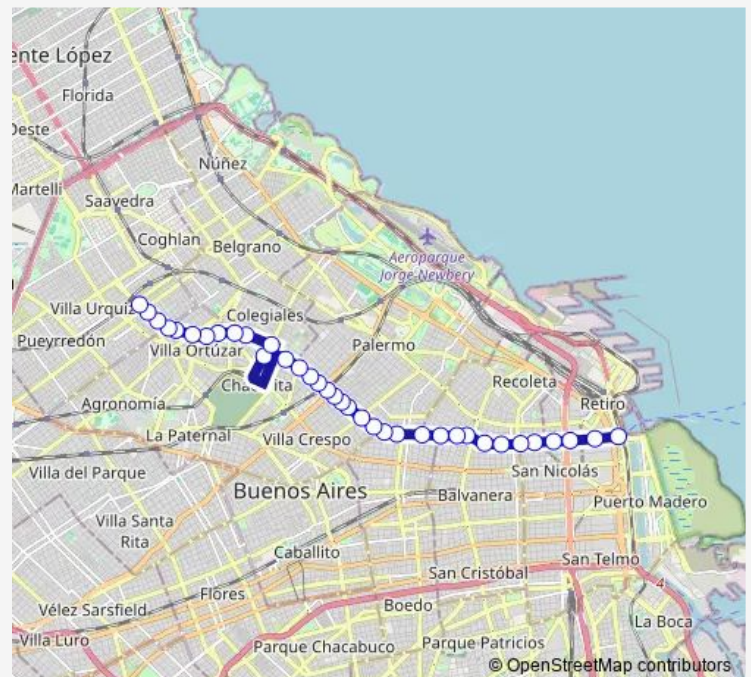 ente López
Florida
Oeste
Núñez
Martelli
Saavedra
Coghlan
Belgrano
Aeroparque
Jorge Newbery
Villa Urquiz
Colegiales
Pueyrredón
Villa Ortúzar
Palermo
Cha
ita
Recoleta
Retiro
Agronomía
La Paternal
Villa Crespo
San Nicolás
Villa del Parque
Buenos Aires
Balvanera
Puerto Madero
Villa Santa
Rita
Caballito
San Cristóbal
San Telmo
Flores
4
Vélez Sarsfield
Boedo
La Boca
Villa Luro
Parque Chacabuco
Parque Patricios
© OpenStreetMap contributors